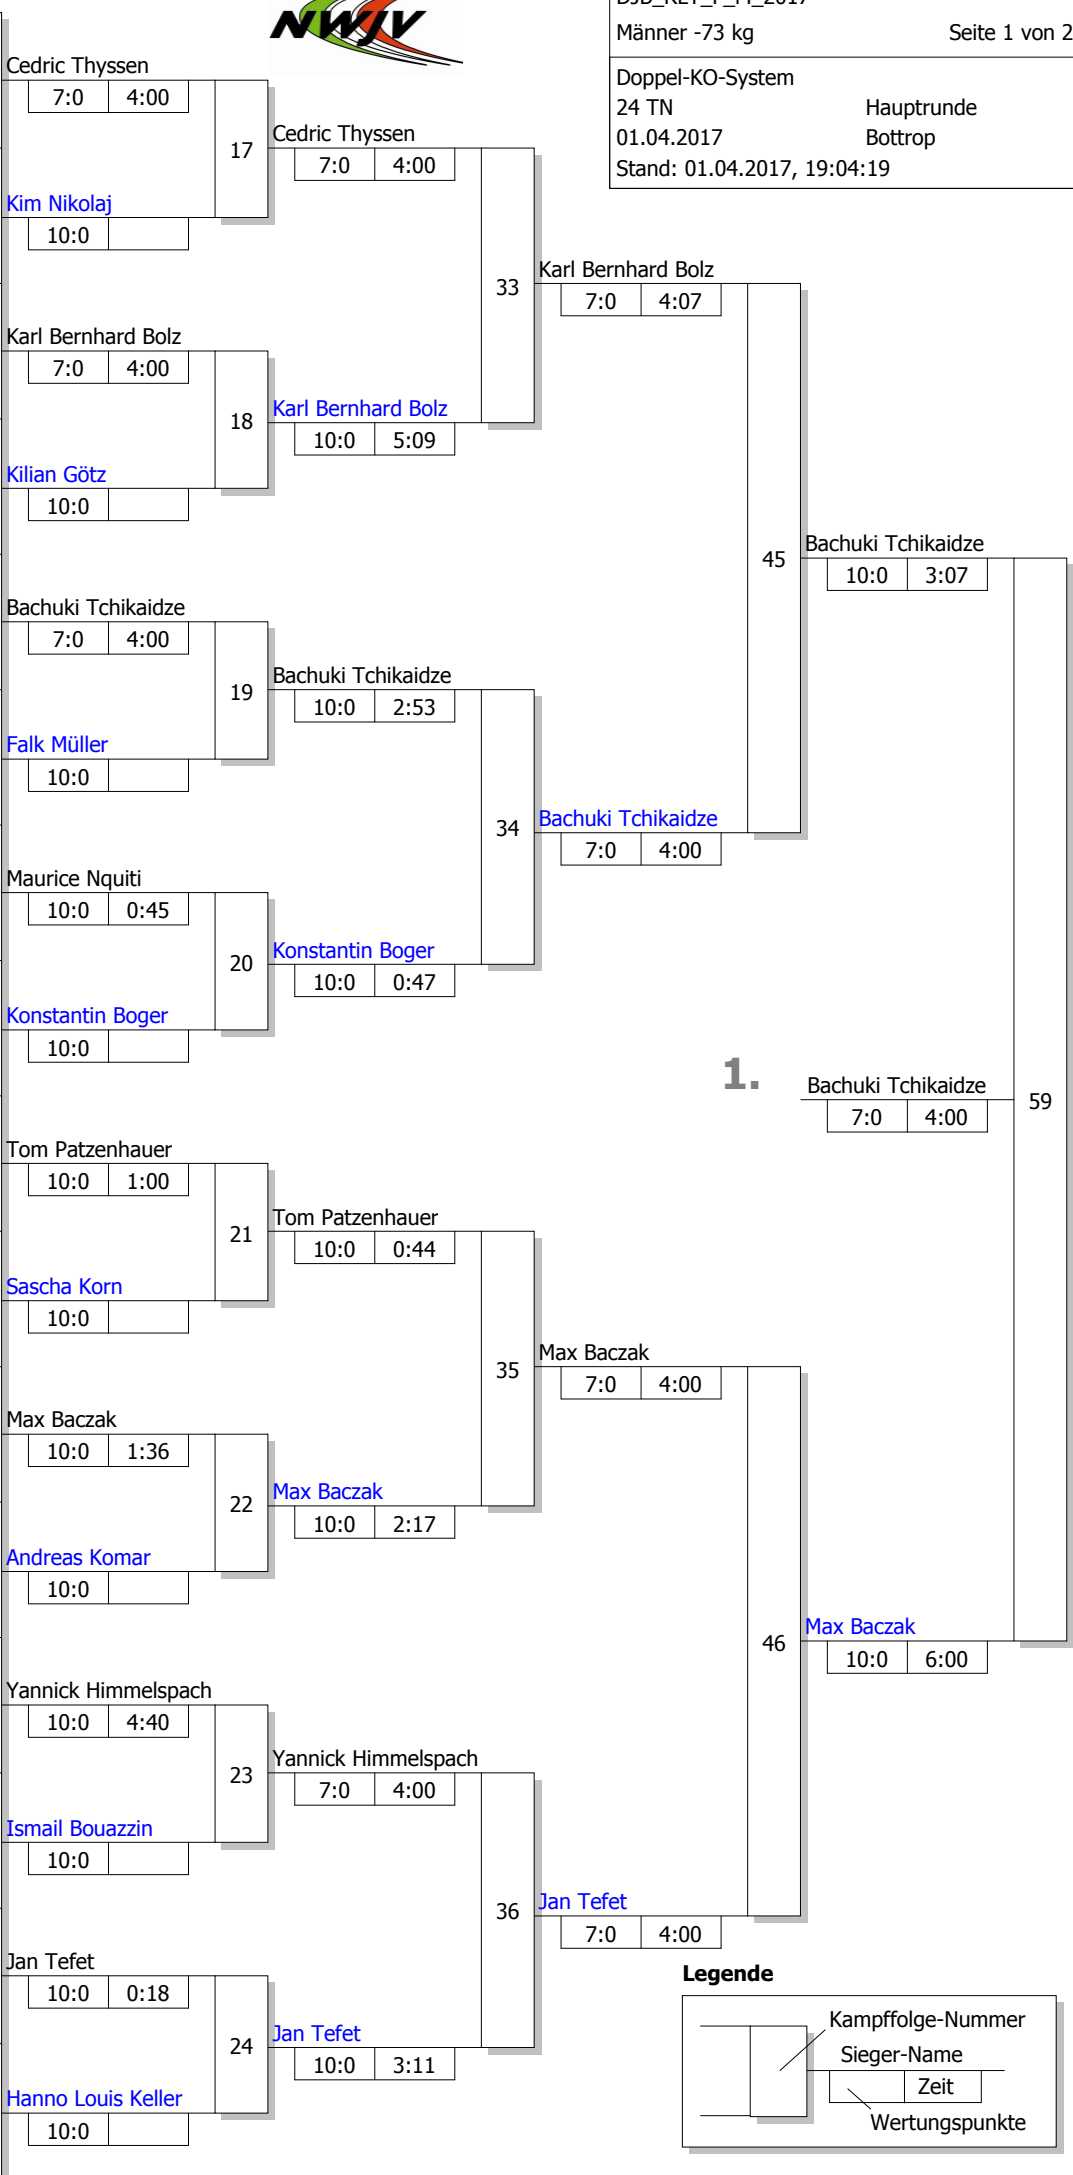 NWJV
DJB_RLT_F_M_2017
Männer -73 kg Seite 1 von 2
Doppel-KO-System
24 TN Hauptrunde
01.04.2017 Bottrop
Stand: 01.04.2017, 19:04:19
Cedric Thyssen
7:0 4:00
17
Cedric Thyssen
7:0 4:00
Kim Nikolaj
10:0
33
Karl Bernhard Bolz
7:0 4:07
Karl Bernhard Bolz
7:0 4:00
18
Karl Bernhard Bolz
10:0 5:09
Kilian Götz
10:0
45
Bachuki Tchikaidze
10:0 3:07
Bachuki Tchikaidze
7:0 4:00
19
Bachuki Tchikaidze
10:0 2:53
Falk Müller
10:0
34
Bachuki Tchikaidze
7:0 4:00
Maurice Nquiti
10:0 0:45
20
Konstantin Boger
10:0 0:47
Konstantin Boger
10:0
1.
Bachuki Tchikaidze
7:0 4:00
59
Tom Patzenhauer
10:0 1:00
21
Tom Patzenhauer
10:0 0:44
Sascha Korn
10:0
35
Max Baczak
7:0 4:00
Max Baczak
10:0 1:36
22
Max Baczak
10:0 2:17
Andreas Komar
10:0
46
Max Baczak
10:0 6:00
Yannick Himmelspach
10:0 4:40
23
Yannick Himmelspach
7:0 4:00
Ismail Bouazzin
10:0
36
Jan Tefet
7:0 4:00
Jan Tefet
10:0 0:18
24
Jan Tefet
10:0 3:11
Hanno Louis Keller
10:0
Legende
Kampffolge-Nummer
Sieger-Name
Zeit
Wertungspunkte